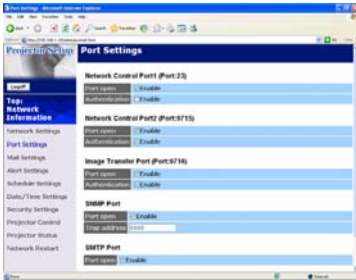 Port Settings - Microsoft Internet Explorer
Projector Setup
Port Settings
Logoff
Top:
Network
Information
Network Settings
Port Settings
Mail Settings
Alert Settings
Schedule Settings
Date/Time Settings
Security Settings
Projector Control
Projector Status
Network Restart
Network Control Port1 (Port:23)
Port open Enable
Authentication Enable
Network Control Port2 (Port:9715)
Port open Enable
Authentication Enable
Image Transfer Port (Port:9716)
Port open Enable
Authentication Enable
SNMP Port
Port open Enable
Trap address
SMTP Port
Port open Enable